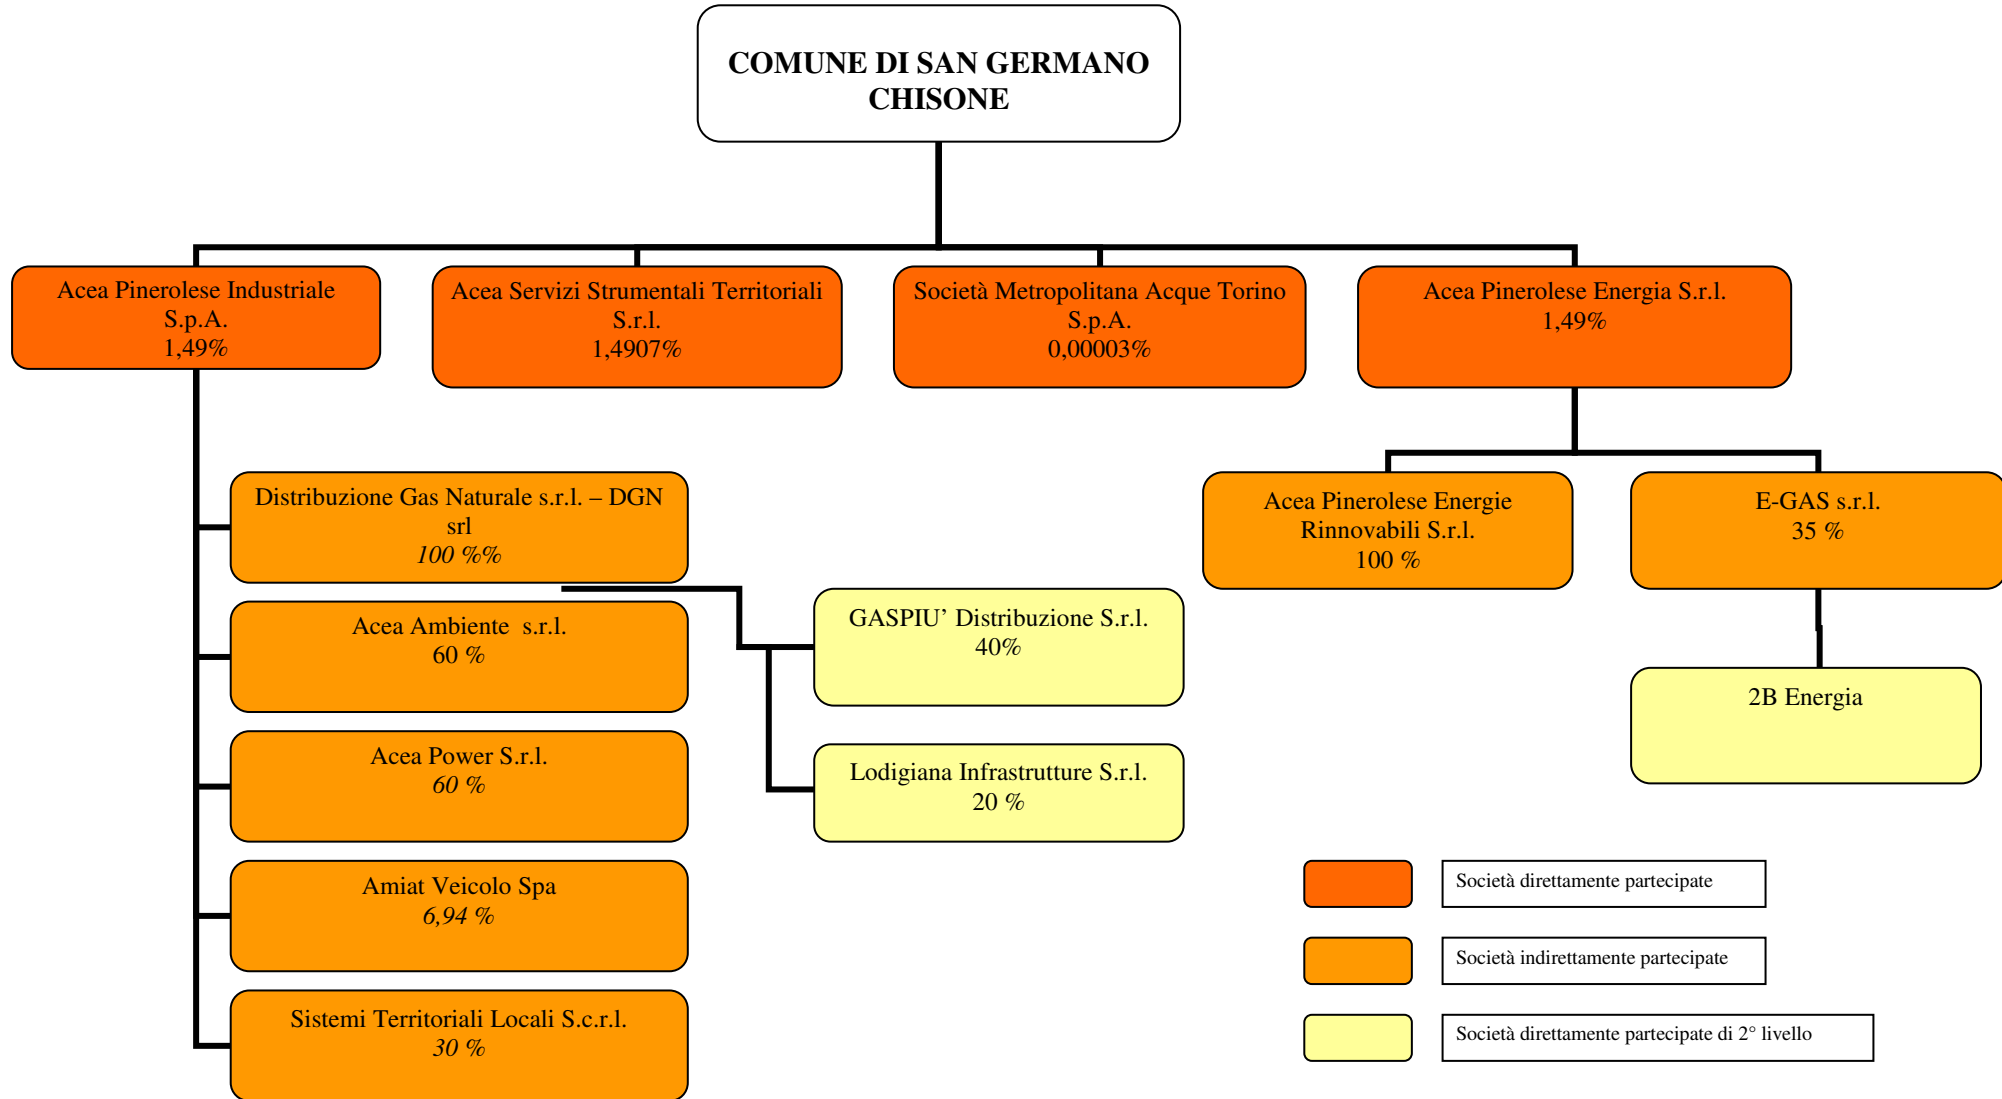 COMUNE DI SAN GERMANO
CHISONE
Acea Pinerolese Industriale
S.p.A.
1,49%
Acea Servizi Strumentali Territoriali
S.r.l.
1,4907%
Società Metropolitana Acque Torino
S.p.A.
0,00003%
Acea Pinerolese Energia S.r.l.
1,49%
Distribuzione Gas Naturale s.r.l. – DGN
srl
100 %%
Acea Ambiente  s.r.l.
60 %
Acea Power S.r.l.
60 %
Amiat Veicolo Spa
6,94 %
Sistemi Territoriali Locali S.c.r.l.
30 %
GASPIU’ Distribuzione S.r.l.
40%
Lodigiana Infrastrutture S.r.l.
20 %
Acea Pinerolese Energie
Rinnovabili S.r.l.
100 %
E-GAS s.r.l.
35 %
2B Energia
Società direttamente partecipate
Società indirettamente partecipate
Società direttamente partecipate di 2° livello